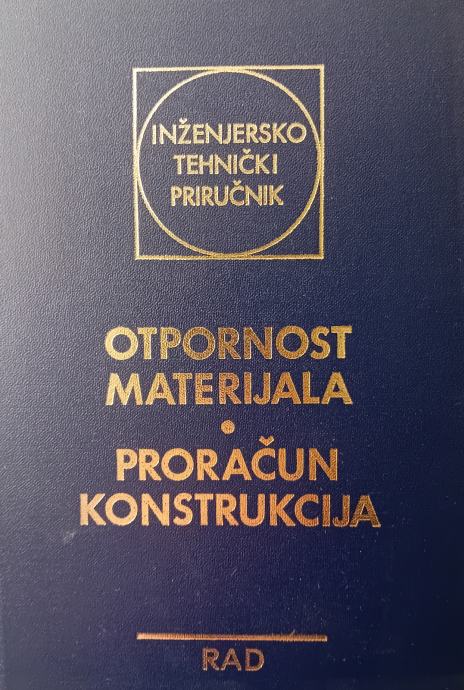 INŽENJERSKO
TEHNIČKI
PRIRUČNIK
OTPORNOST
MATERIJALA
•
PRORAČUN
KONSTRUKCIJA
RAD